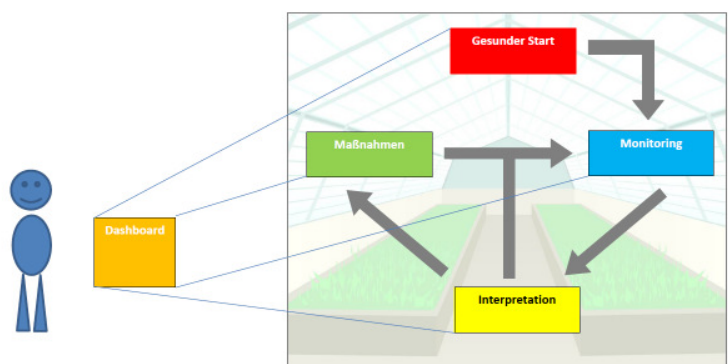 Gesunder Start
Maßnahmen
Monitoring
Dashboard
Interpretation